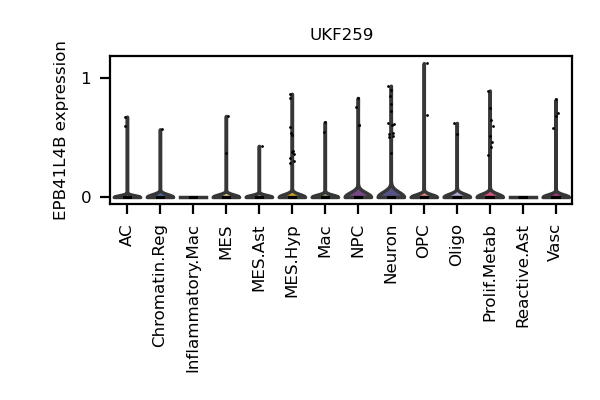 UKF259
EPB41L4B expression
1
0
AC
Chromatin.Reg
Inflammatory.Mac
MES
MES.Ast
MES.Hyp
Mac
NPC
Neuron
OPC
Oligo
Prolif.Metab
Reactive.Ast
Vasc